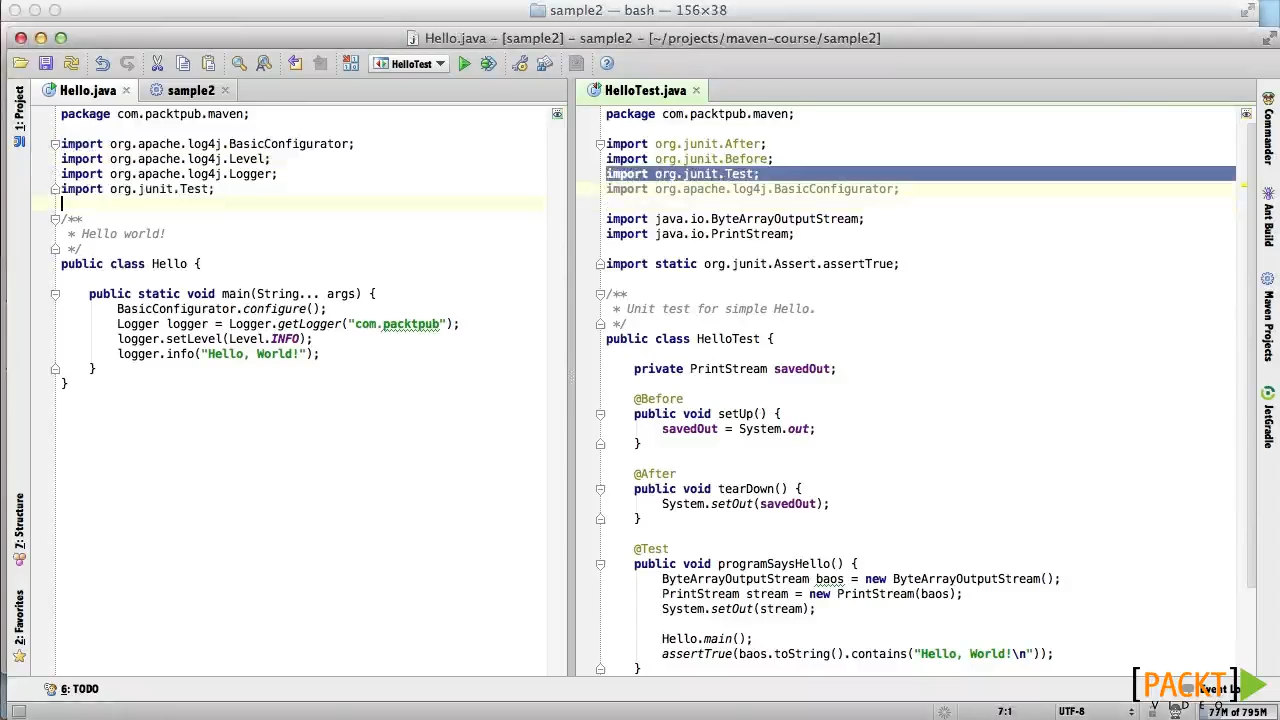 sample2 — bash — 156×38
Hello.java – [sample2] – sample2 – [~/projects/maven-course/sample2]
HelloTest
Hello.java
sample2
HelloTest.java
1: Project
7: Structure
2: Favorites
package com.packtpub.maven;
import org.apache.log4j.BasicConfigurator;
import org.apache.log4j.Level;
import org.apache.log4j.Logger;
import org.junit.Test;
/**
* Hello world!
*/
public class Hello {
public static void main(String... args) {
BasicConfigurator.configure();
Logger logger = Logger.getLogger("com.packtpub");
logger.setLevel(Level.INFO);
logger.info("Hello, World!");
}
}
package com.packtpub.maven;
import org.junit.After;
import org.junit.Before;
import org.junit.Test;
import org.apache.log4j.BasicConfigurator;
import java.io.ByteArrayOutputStream;
import java.io.PrintStream;
import static org.junit.Assert.assertTrue;
/**
* Unit test for simple Hello.
*/
public class HelloTest {
private PrintStream savedOut;
@Before
public void setUp() {
savedOut = System.out;
}
@After
public void tearDown() {
System.setOut(savedOut);
}
@Test
public void programSaysHello() {
ByteArrayOutputStream baos = new ByteArrayOutputStream();
PrintStream stream = new PrintStream(baos);
System.setOut(stream);
Hello.main();
assertTrue(baos.toString().contains("Hello, World!\n"));
}
Commander
Ant Build
Maven Projects
JetGradle
6: TODO
Event Lo
[PACKT]
VIDEO
7:1
UTF-8
77M of 795M